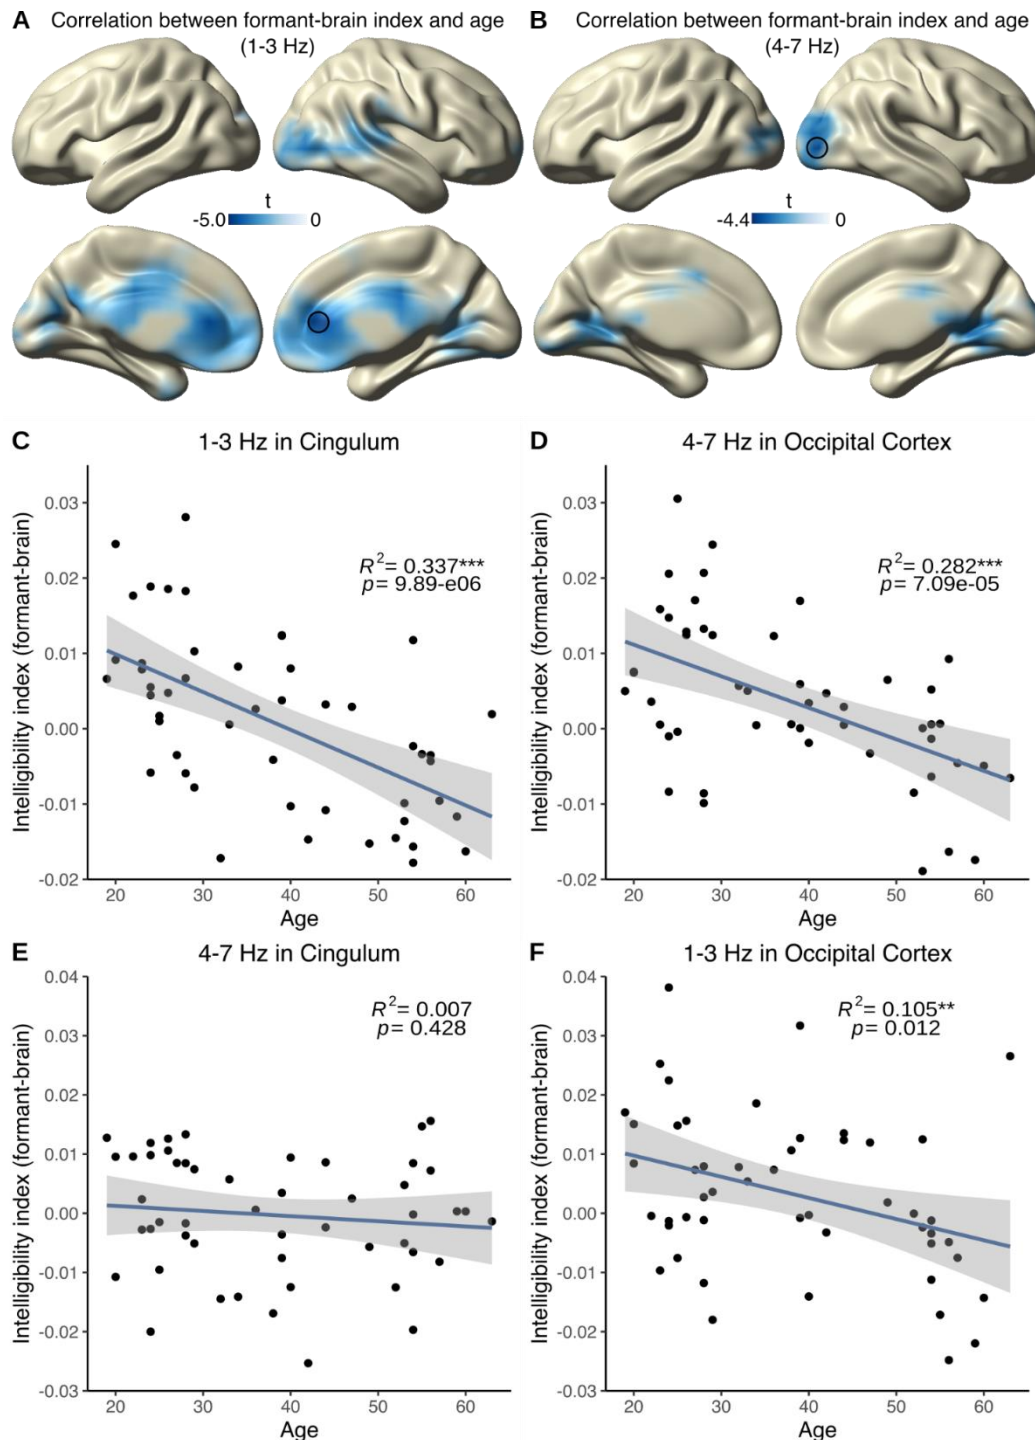 A Correlation between formant-brain index and age
(1-3 Hz)
B Correlation between formant-brain index and age
(4-7 Hz)
t
-5.0 0
t
-4.4 0
C 1-3 Hz in Cingulum
Intelligibility index (formant-brain)
0.03
0.02
0.01
0.00
-0.01
-0.02
R²= 0.337***
p= 9.89-e06
20 30 40 50 60
Age
D 4-7 Hz in Occipital Cortex
Intelligibility index (formant-brain)
0.03
0.02
0.01
0.00
-0.01
-0.02
R²= 0.282***
p= 7.09e-05
20 30 40 50 60
Age
E 4-7 Hz in Cingulum
Intelligibility index (formant-brain)
0.04
0.03
0.02
0.01
0.00
-0.01
-0.02
-0.03
R²= 0.007
p= 0.428
20 30 40 50 60
Age
F 1-3 Hz in Occipital Cortex
Intelligibility index (formant-brain)
0.04
0.03
0.02
0.01
0.00
-0.01
-0.02
-0.03
R²= 0.105**
p= 0.012
20 30 40 50 60
Age